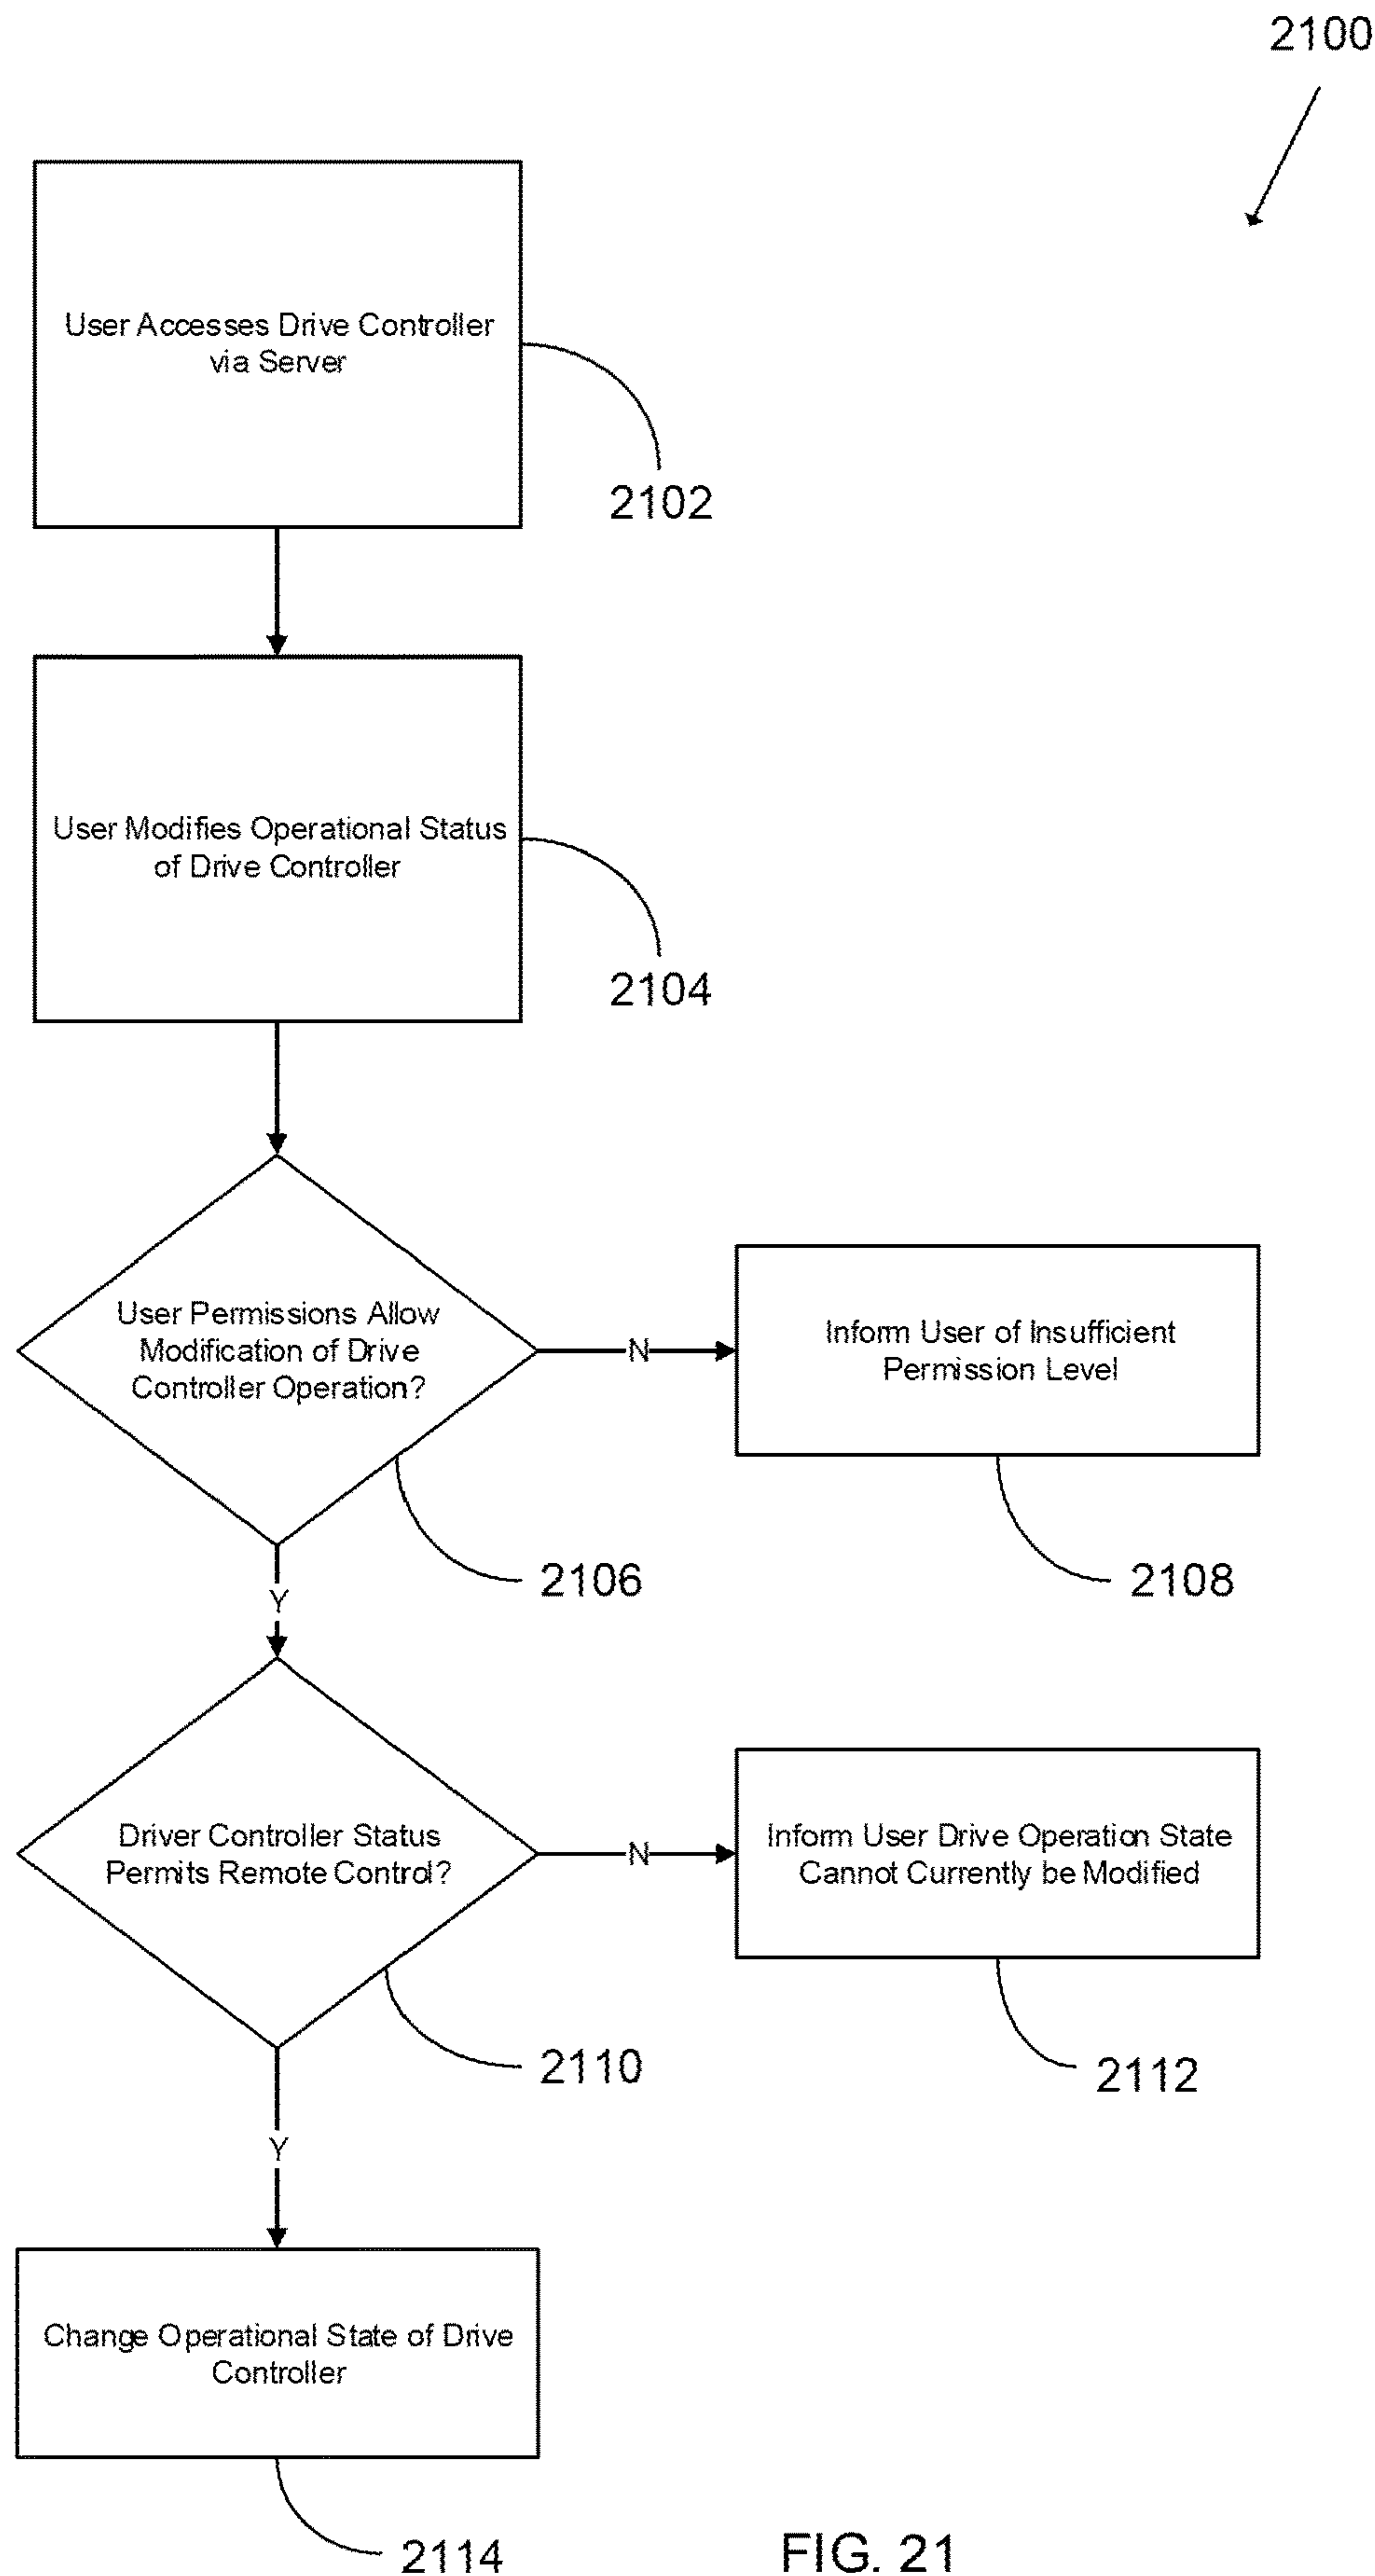 2100
User Accesses Drive Controller
via Server
2102
User Modifies Operational Status
of Drive Controller
2104
User Permissions Allow
Modification of Drive
Controller Operation?
N
Inform User of Insufficient
Permission Level
2106
2108
Y
Driver Controller Status
Permits Remote Control?
N
Inform User Drive Operation State
Cannot Currently be Modified
2110
2112
Y
Change Operational State of Drive
Controller
2114
FIG. 21